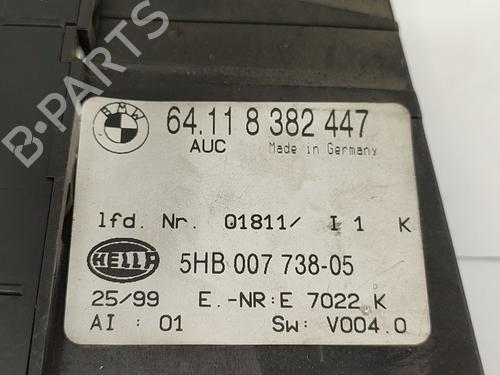 B-PARTS
BMW
64.11 8 382 447
AUC Made in Germany
lfd. Nr. 01811/ I 1 K
HELLA 5HB 007 738-05
25/99 E.-NR:E 7022 K
AI : 01 Sw: V004.0